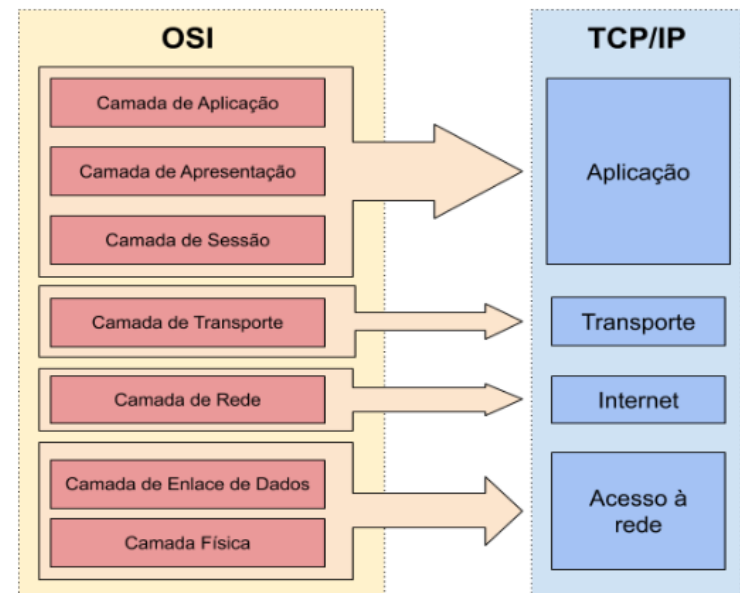 OSI
Camada de Aplicação
Camada de Apresentação
Camada de Sessão
Camada de Transporte
Camada de Rede
Camada de Enlace de Dados
Camada Física
TCP/IP
Aplicação
Transporte
Internet
Acesso à
rede